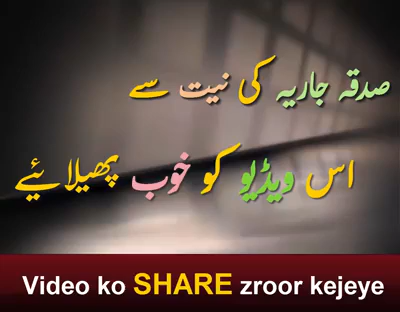 صدقہ جاریہ کی نیت سے
اس ویڈیو کو خوب پھیلائیے
Video ko SHARE zroor kejeye